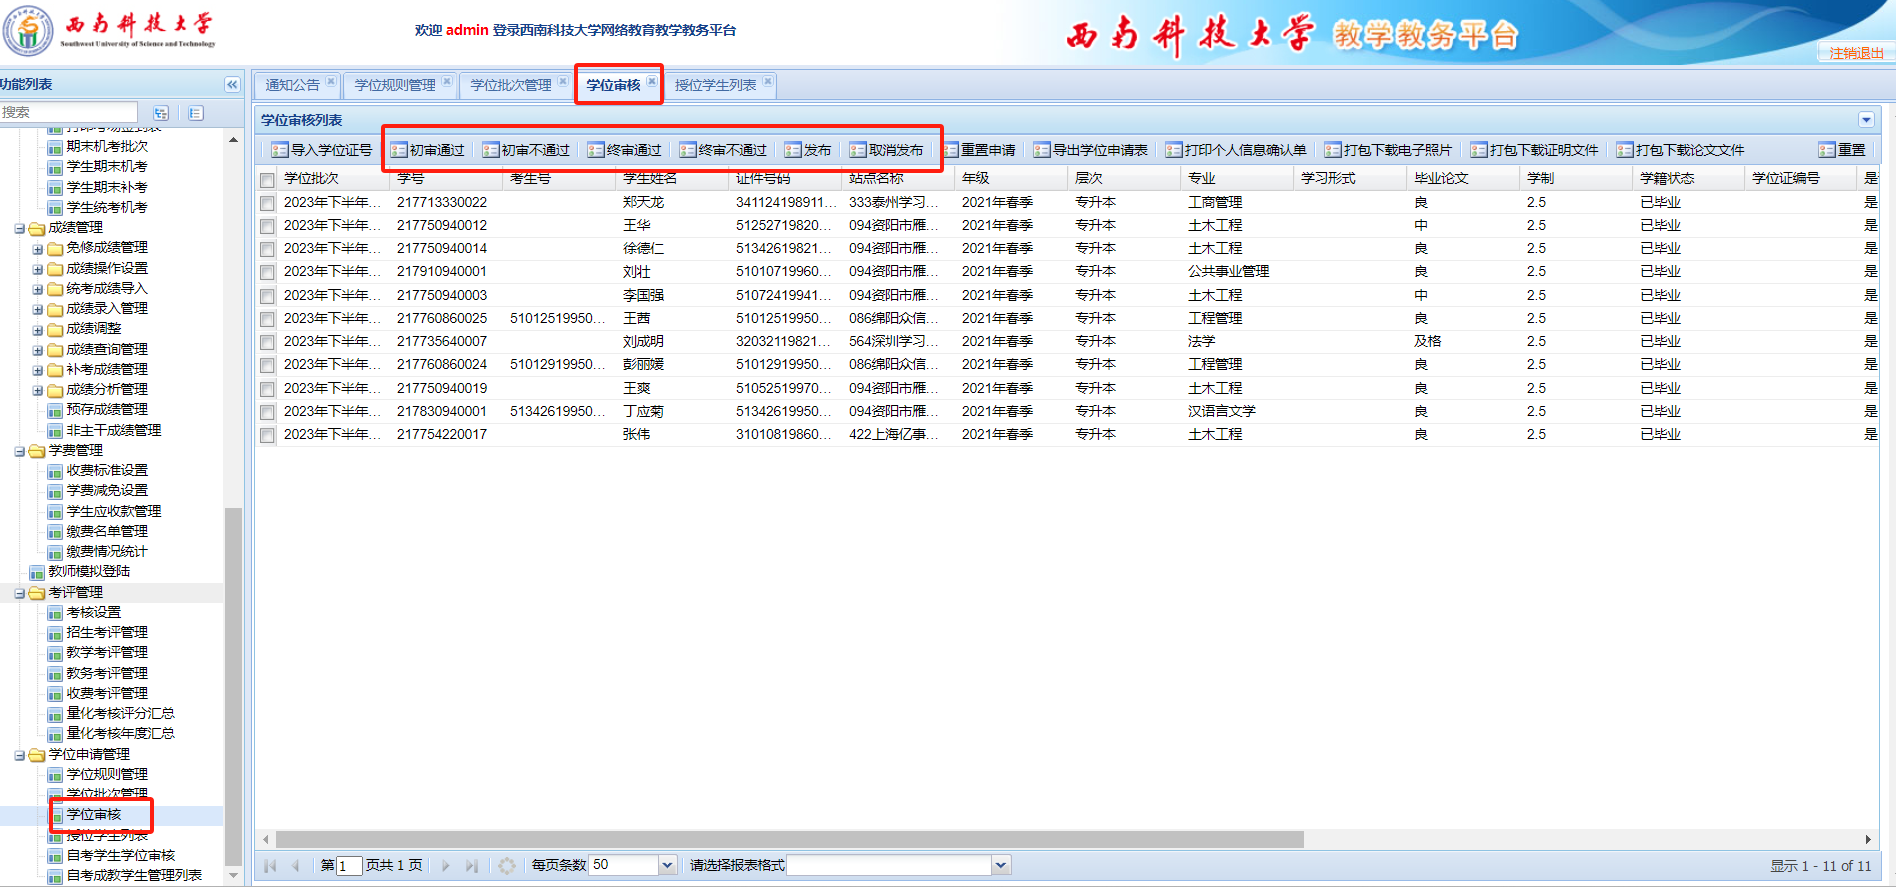 西南科技大学
Southwest University of Science and Technology
欢迎 admin 登录西南科技大学网络教育教学教务平台
西南科技大学 教学教务平台
注销退出
功能列表
搜索
打印考场签到表
期末机考批次
学生期末机考
学生期末补考
学生统考机考
成绩管理
免修成绩管理
成绩操作设置
统考成绩导入
成绩录入管理
成绩调整
成绩查询管理
补考成绩管理
成绩分析管理
预存成绩管理
非主干成绩管理
学费管理
收费标准设置
学费减免设置
学生应收款管理
缴费名单管理
缴费情况统计
教师模拟登陆
考评管理
考核设置
招生考评管理
教学考评管理
教务考评管理
收费考评管理
量化考核评分汇总
量化考核年度汇总
学位申请管理
学位规则管理
学位批次管理
学位审核
授位学生列表
自考学生学位审核
自考成教学生管理列表
通知公告 学位规则管理 学位批次管理 学位审核 授位学生列表
学位审核列表
导入学位证号 初审通过 初审不通过 终审通过 终审不通过 发布 取消发布 重置申请 导出学位申请表 打印个人信息确认单 打包下载电子照片 打包下载证明文件 打包下载论文文件 重置
学位批次 学号 考生号 学生姓名 证件号码 站点名称 年级 层次 专业 学习形式 毕业论文 学制 学籍状态 学位证编号 是
2023年下半年... 217713330022 郑天龙 341124198911... 333泰州学习... 2021年春季 专升本 工商管理 良 2.5 已毕业 是
2023年下半年... 217750940012 王华 51252719820... 094资阳市雁... 2021年春季 专升本 土木工程 中 2.5 已毕业 是
2023年下半年... 217750940014 徐德仁 51342619821... 094资阳市雁... 2021年春季 专升本 土木工程 良 2.5 已毕业 是
2023年下半年... 217910940001 刘壮 51010719960... 094资阳市雁... 2021年春季 专升本 公共事业管理 良 2.5 已毕业 是
2023年下半年... 217750940003 李国强 51072419941... 094资阳市雁... 2021年春季 专升本 土木工程 中 2.5 已毕业 是
2023年下半年... 217760860025 51012519950... 王茜 51012519950... 086绵阳众信... 2021年春季 专升本 工程管理 良 2.5 已毕业 是
2023年下半年... 217735640007 刘成明 32032119821... 564深圳学习... 2021年春季 专升本 法学 及格 2.5 已毕业 是
2023年下半年... 217760860024 51012919950... 彭丽媛 51012919950... 086绵阳众信... 2021年春季 专升本 工程管理 良 2.5 已毕业 是
2023年下半年... 217750940019 王爽 51052519970... 094资阳市雁... 2021年春季 专升本 土木工程 良 2.5 已毕业 是
2023年下半年... 217830940001 51342619950... 丁应菊 51342619950... 094资阳市雁... 2021年春季 专升本 汉语言文学 良 2.5 已毕业 是
2023年下半年... 217754220017 张伟 31010819860... 422上海亿事... 2021年春季 专升本 土木工程 良 2.5 已毕业 是
第 1 页共 1 页 每页条数 50 请选择报表格式 显示 1 - 11 of 11